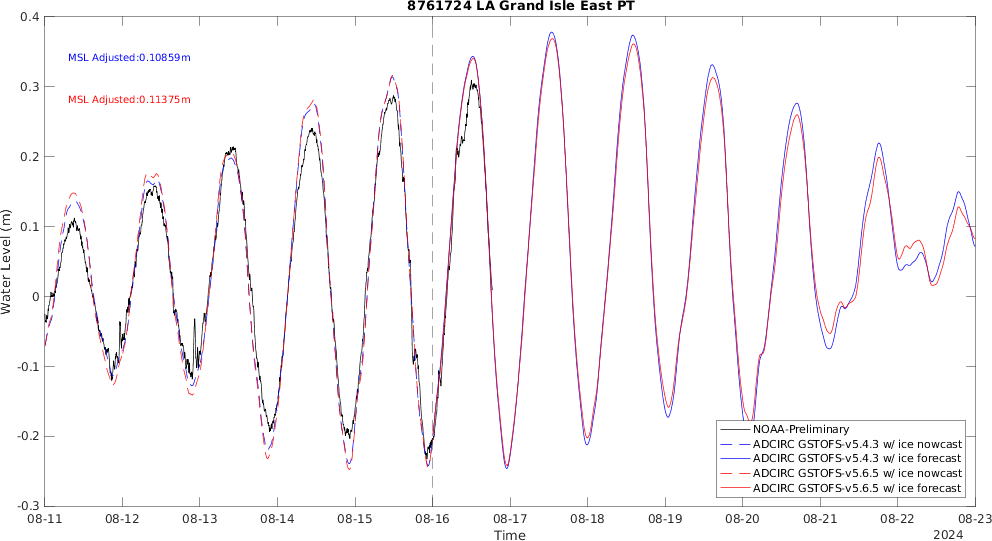 8761724 LA Grand Isle East PT
MSL Adjusted:0.10859m
MSL Adjusted:0.11375m
Water Level (m)
0.4
0.3
0.2
0.1
0
-0.1
-0.2
-0.3
NOAA-Preliminary
ADCIRC GSTOFS-v5.4.3 w/ ice nowcast
ADCIRC GSTOFS-v5.4.3 w/ ice forecast
ADCIRC GSTOFS-v5.6.5 w/ ice nowcast
ADCIRC GSTOFS-v5.6.5 w/ ice forecast
08-11 08-12 08-13 08-14 08-15 08-16 08-17 08-18 08-19 08-20 08-21 08-22 08-23
Time
2024